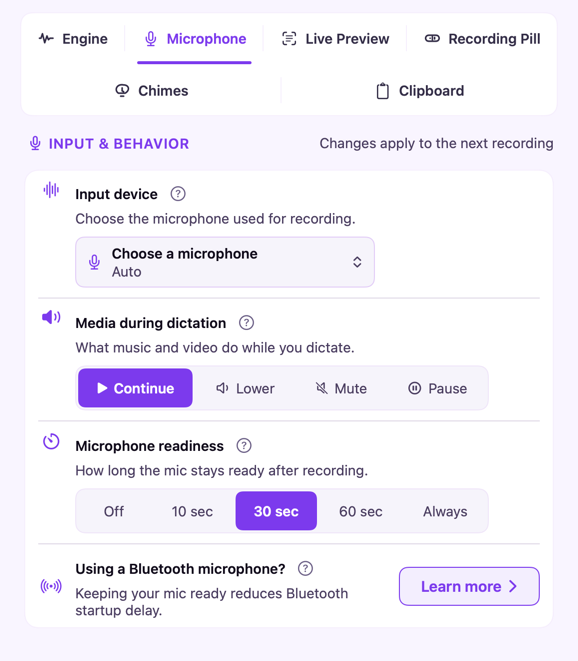 Engine
Microphone
Live Preview
Recording Pill
Chimes
Clipboard
INPUT & BEHAVIOR
Changes apply to the next recording
Input device ?
Choose the microphone used for recording.
Choose a microphone
Auto
Media during dictation ?
What music and video do while you dictate.
Continue
Lower
Mute
Pause
Microphone readiness ?
How long the mic stays ready after recording.
Off
10 sec
30 sec
60 sec
Always
Using a Bluetooth microphone? ?
Keeping your mic ready reduces Bluetooth
startup delay.
Learn more